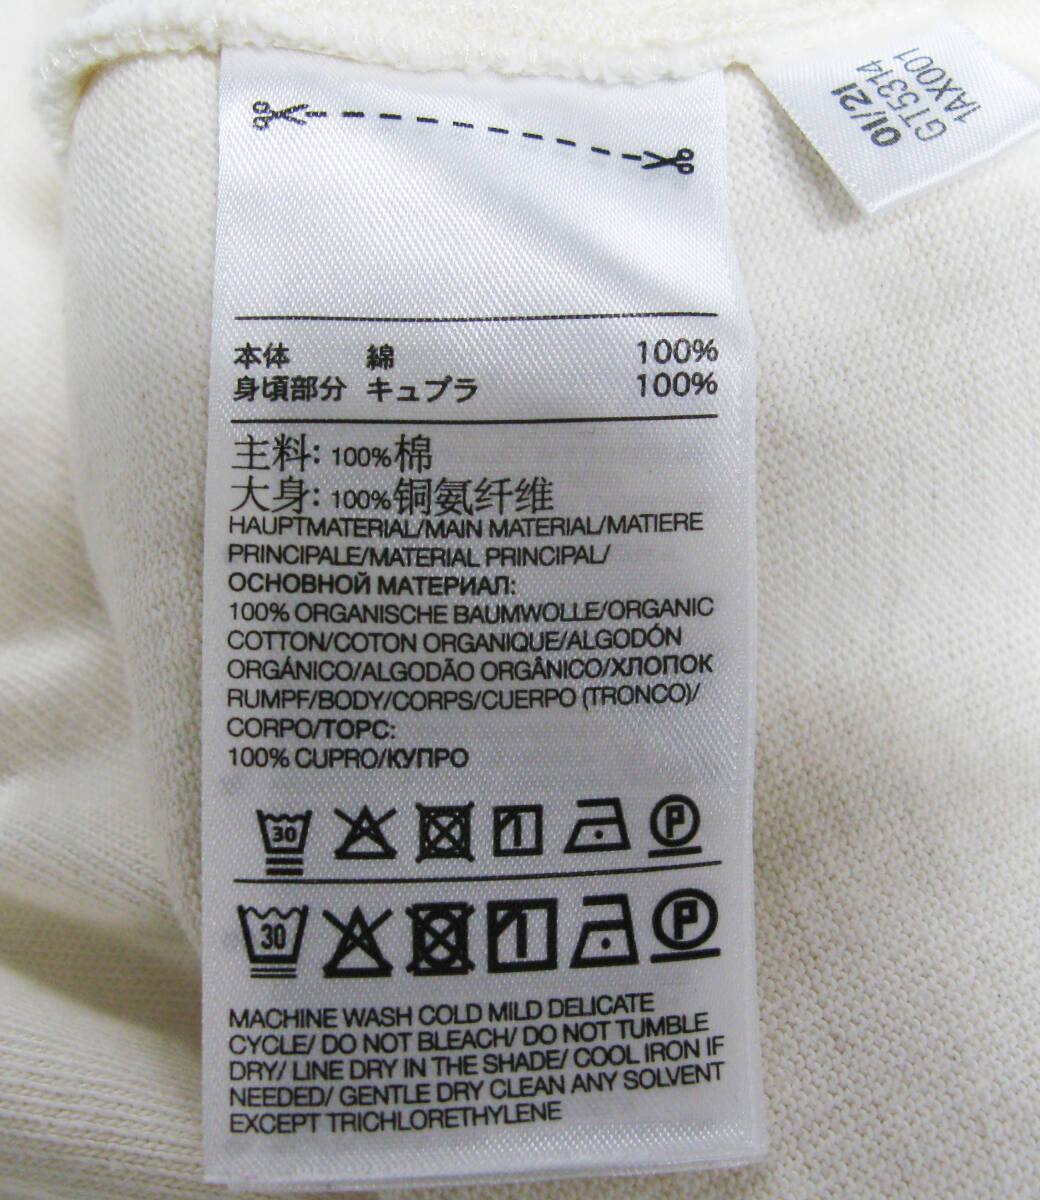 01/21
GT5314
1AX001
本体 綿 100%
身頃部分 キュプラ 100%
主料: 100%棉
大身: 100%铜氨纤维
HAUPTMATERIAL/MAIN MATERIAL/MATIERE
PRINCIPALE/MATERIAL PRINCIPAL/
ОСНОВНОЙ МАТЕРИАЛ:
100% ORGANISCHE BAUMWOLLE/ORGANIC
COTTON/COTON ORGANIQUE/ALGODÓN
ORGÁNICO/ALGODÃO ORGÂNICO/ХЛОПОК
RUMPF/BODY/CORPS/CUERPO (TRONCO)/
CORPO/ТОРС:
100% CUPRO/КУПРО
30 P
30 P
MACHINE WASH COLD MILD DELICATE
CYCLE/ DO NOT BLEACH/ DO NOT TUMBLE
DRY/ LINE DRY IN THE SHADE/ COOL IRON IF
NEEDED/ GENTLE DRY CLEAN ANY SOLVENT
EXCEPT TRICHLORETHYLENE